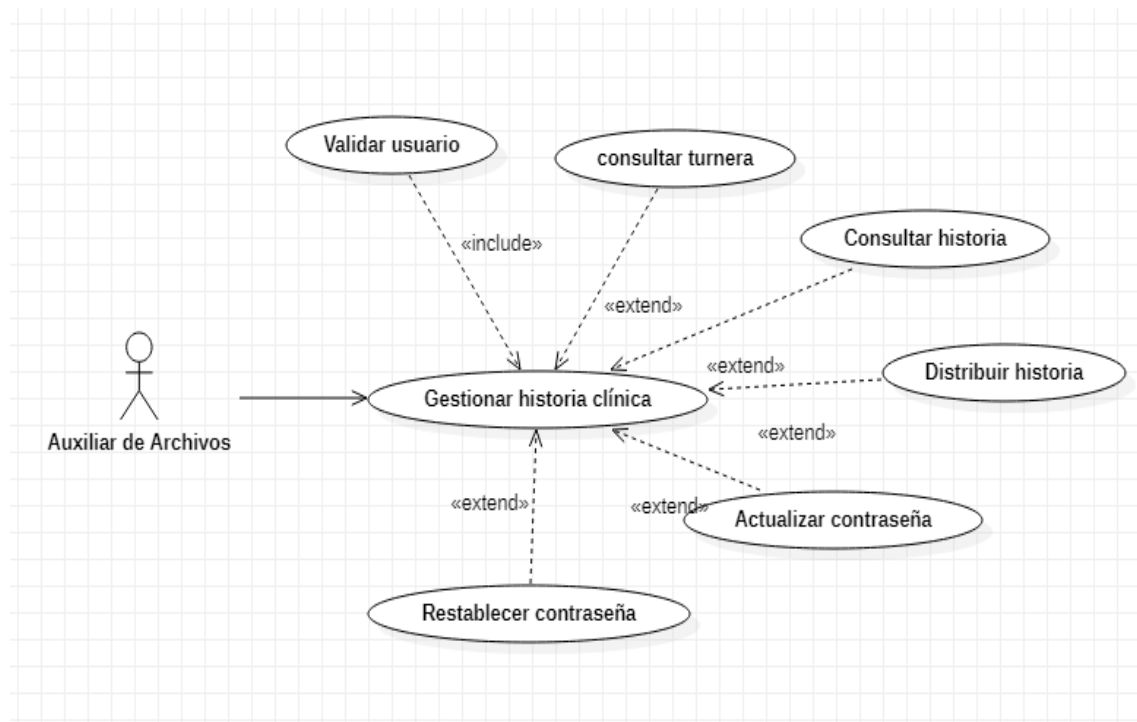 Validar usuario
consultar turnera
«include»
Consultar historia
«extend»
«extend»
Distribuir historia
Gestionar historia clínica
Auxiliar de Archivos
«extend»
«extend»
«extend»
Actualizar contraseña
Restablecer contraseña